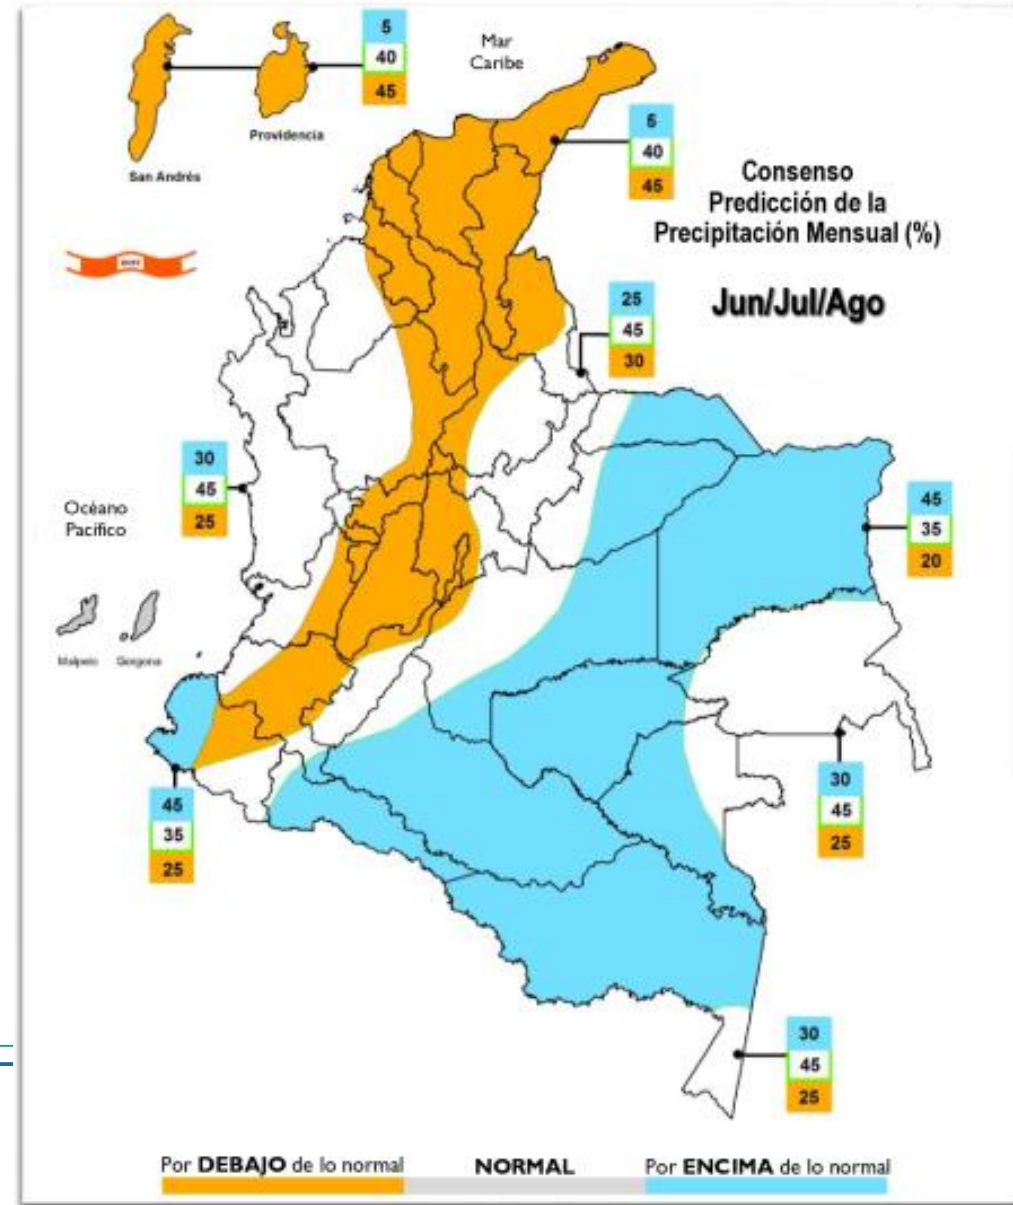 5
40
45
Mar
Caribe
Providencia
San Andrés
5
40
45
Consenso
Predicción de la
Precipitación Mensual (%)
Jun/Jul/Ago
25
45
30
30
45
25
Océano
Pacifico
45
35
20
Malpelo
Gorgona
30
45
25
45
35
25
30
45
25
Por DEBAJO de lo normal
NORMAL
Por ENCIMA de lo normal